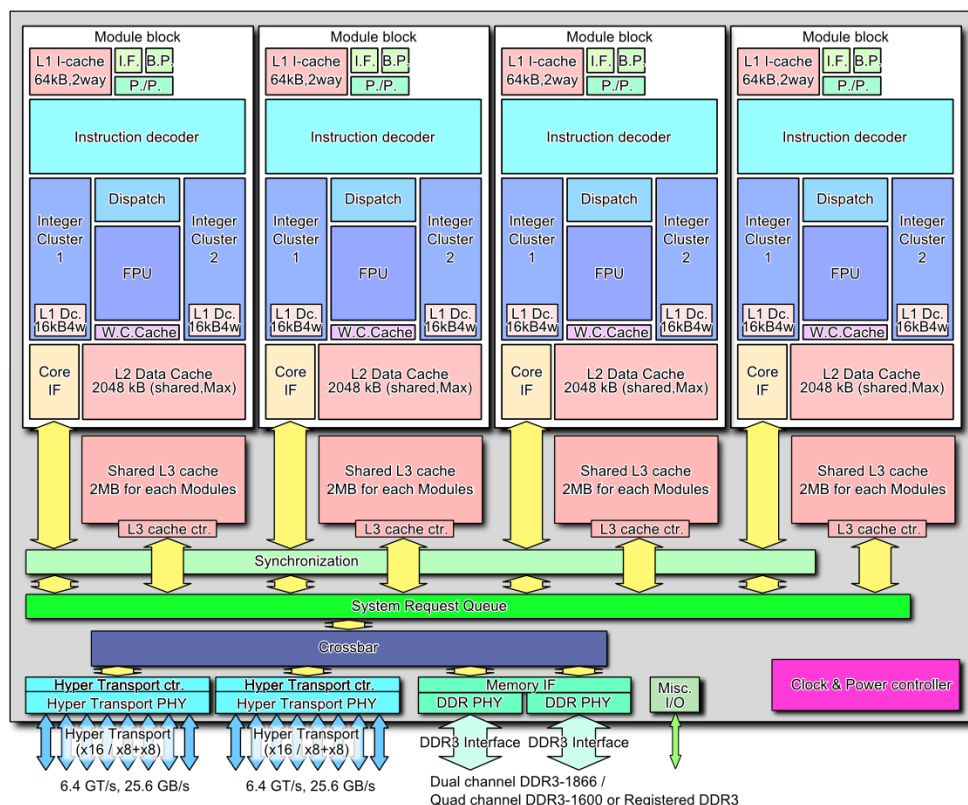 Module block
Module block
Module block
Module block
L1 I-cache
64kB,2way
I.F.
B.P.
P./P.
L1 I-cache
64kB,2way
I.F.
B.P.
P./P.
L1 I-cache
64kB,2way
I.F.
B.P.
P./P.
L1 I-cache
64kB,2way
I.F.
B.P.
P./P.
Instruction decoder
Instruction decoder
Instruction decoder
Instruction decoder
Integer
Cluster
1
Dispatch
FPU
Integer
Cluster
2
Integer
Cluster
1
Dispatch
FPU
Integer
Cluster
2
Integer
Cluster
1
Dispatch
FPU
Integer
Cluster
2
Integer
Cluster
1
Dispatch
FPU
Integer
Cluster
2
L1 Dc.
16kB4w
W.C.Cache
L1 Dc.
16kB4w
L1 Dc.
16kB4w
W.C.Cache
L1 Dc.
16kB4w
L1 Dc.
16kB4w
W.C.Cache
L1 Dc.
16kB4w
L1 Dc.
16kB4w
W.C.Cache
L1 Dc.
16kB4w
Core
IF
L2 Data Cache
2048 kB (shared,Max)
Core
IF
L2 Data Cache
2048 kB (shared,Max)
Core
IF
L2 Data Cache
2048 kB (shared,Max)
Core
IF
L2 Data Cache
2048 kB (shared,Max)
Shared L3 cache
2MB for each Modules
L3 cache ctr.
Shared L3 cache
2MB for each Modules
L3 cache ctr.
Shared L3 cache
2MB for each Modules
L3 cache ctr.
Shared L3 cache
2MB for each Modules
L3 cache ctr.
Synchronization
System Request Queue
Crossbar
Hyper Transport ctr.
Hyper Transport PHY
Hyper Transport ctr.
Hyper Transport PHY
Memory IF
DDR PHY
DDR PHY
Misc.
I/O
Clock & Power controller
Hyper Transport
(x16 / x8+x8)
Hyper Transport
(x16 / x8+x8)
DDR3 Interface
DDR3 Interface
6.4 GT/s, 25.6 GB/s
6.4 GT/s, 25.6 GB/s
Dual channel DDR3-1866 /
Quad channel DDR3-1600 or Registered DDR3